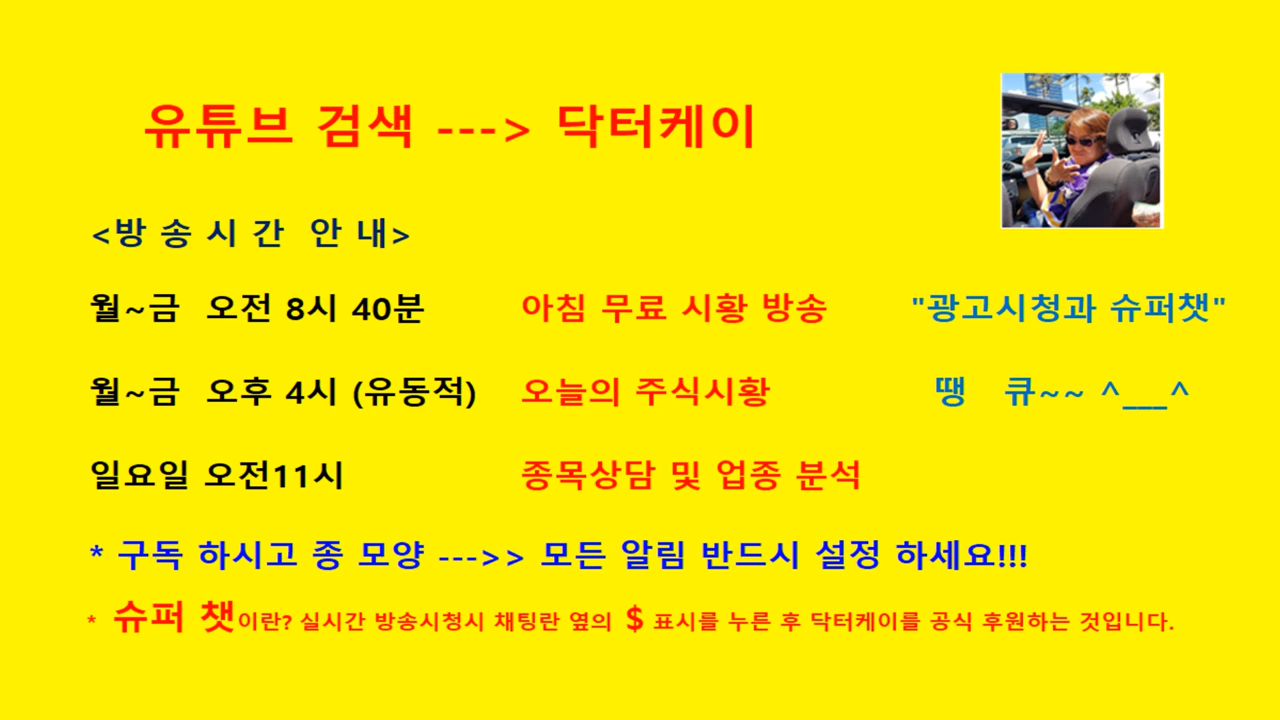 유튜브 검색 ---> 닥터케이
<방 송 시 간 안 내>
월~금 오전 8시 40분 아침 무료 시황 방송 "광고시청과 슈퍼챗"
월~금 오후 4시 (유동적) 오늘의 주식시황 땡 큐~~ ^___^
일요일 오전11시 종목상담 및 업종 분석
* 구독 하시고 종 모양 --->> 모든 알림 반드시 설정 하세요!!!
* 슈퍼 챗이란? 실시간 방송시청시 채팅란 옆의 $ 표시를 누른 후 닥터케이를 공식 후원하는 것입니다.